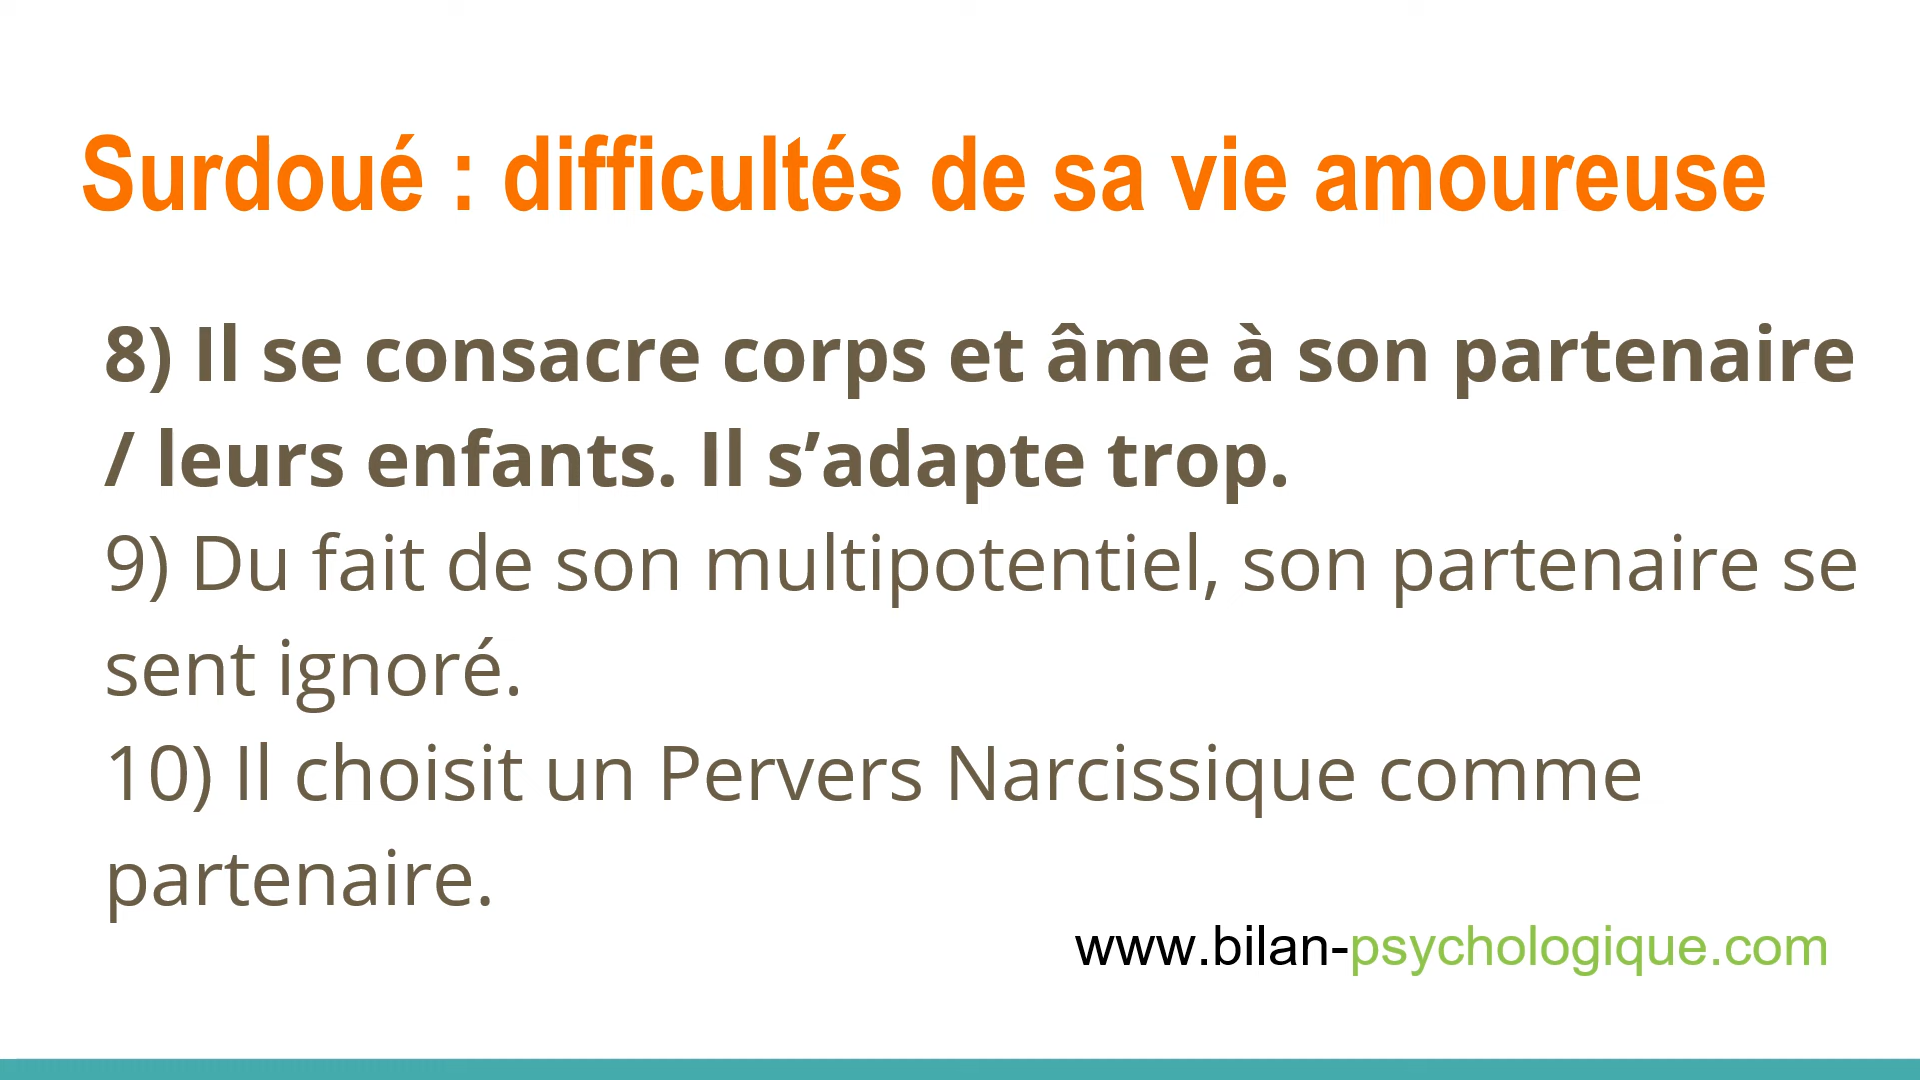 Surdoué : difficultés de sa vie amoureuse
8) Il se consacre corps et âme à son partenaire
/ leurs enfants. Il s’adapte trop.
9) Du fait de son multipotentiel, son partenaire se
sent ignoré.
10) Il choisit un Pervers Narcissique comme
partenaire.
www.bilan-psychologique.com